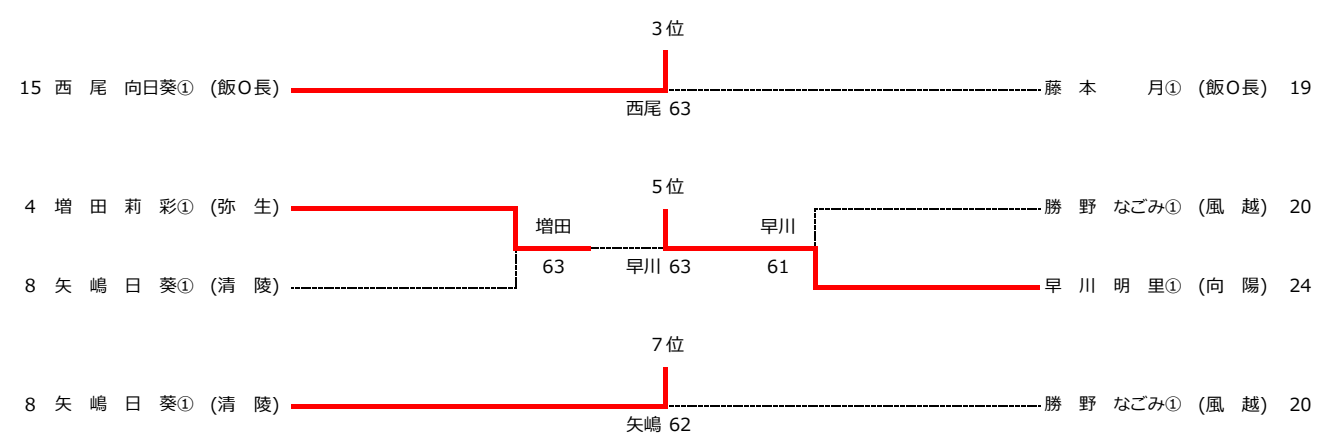 3位
15 西 尾 向日葵① (飯O長) 藤 本 月① (飯O長) 19
西尾 63
5位
4 増 田 莉 彩① (弥 生) 勝 野 なごみ① (風 越) 20
増田 早川
63 早川 63 61
8 矢 嶋 日 葵① (清 陵) 早 川 明 里① (向 陽) 24
7位
8 矢 嶋 日 葵① (清 陵) 勝 野 なごみ① (風 越) 20
矢嶋 62